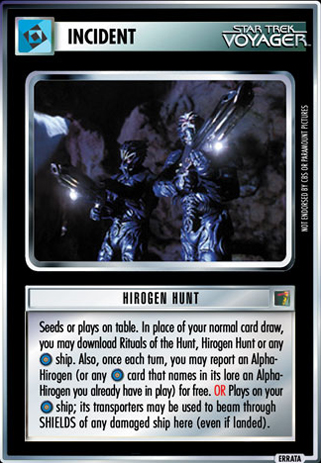 INCIDENT
STAR TREK
VOYAGER™
NOT ENDORSED BY CBS OR PARAMOUNT PICTURES
HIROGEN HUNT
Seeds or plays on table. In place of your normal card draw,
you may download Rituals of the Hunt, Hirogen Hunt or any
ship. Also, once each turn, you may report an Alpha-
Hirogen (or any card that names in its lore an Alpha-
Hirogen you already have in play) for free. OR Plays on your
ship; its transporters may be used to beam through
SHIELDS of any damaged ship here (even if landed).
ERRATA